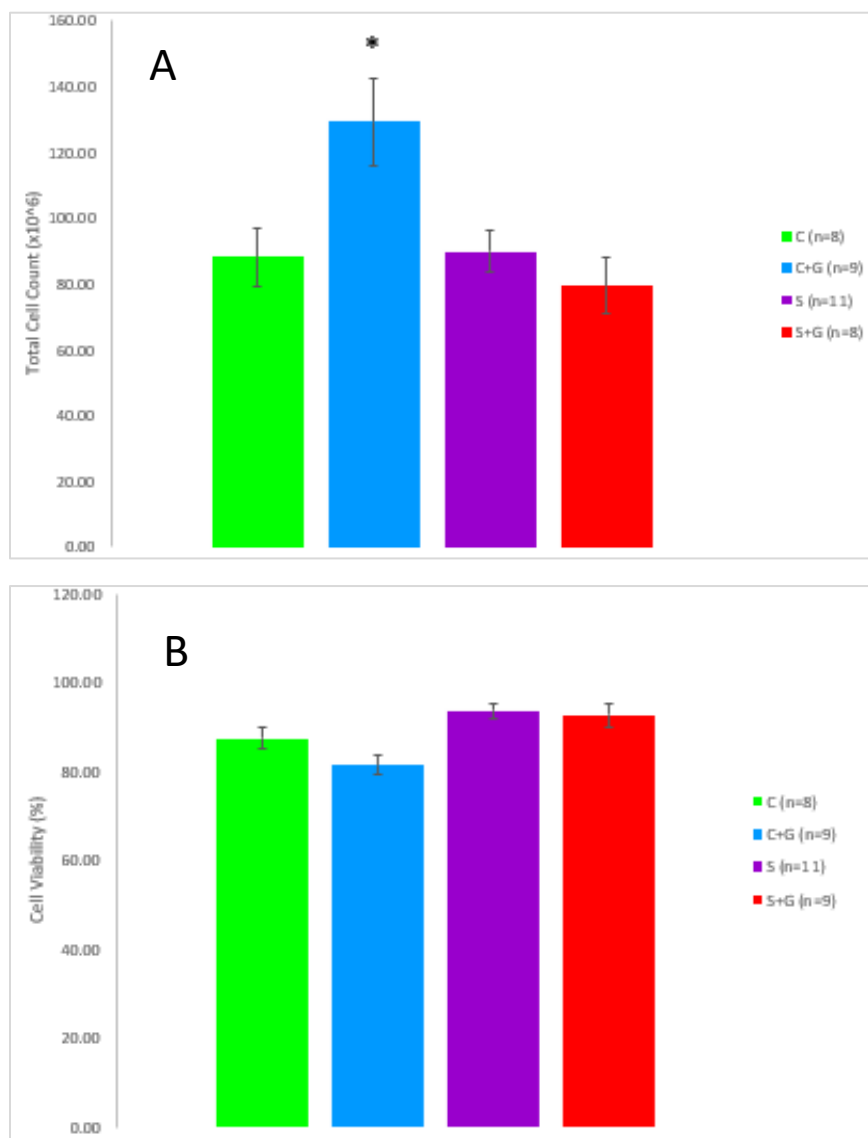 A
*
160.00
140.00
120.00
100.00
80.00
60.00
40.00
20.00
0.00
Total Cell Count (x10^6)
C (n=8)
C+G (n=9)
S (n=11)
S+G (n=8)
B
120.00
100.00
80.00
60.00
40.00
20.00
0.00
Cell Viability (%)
C (n=8)
C+G (n=9)
S (n=11)
S+G (n=9)